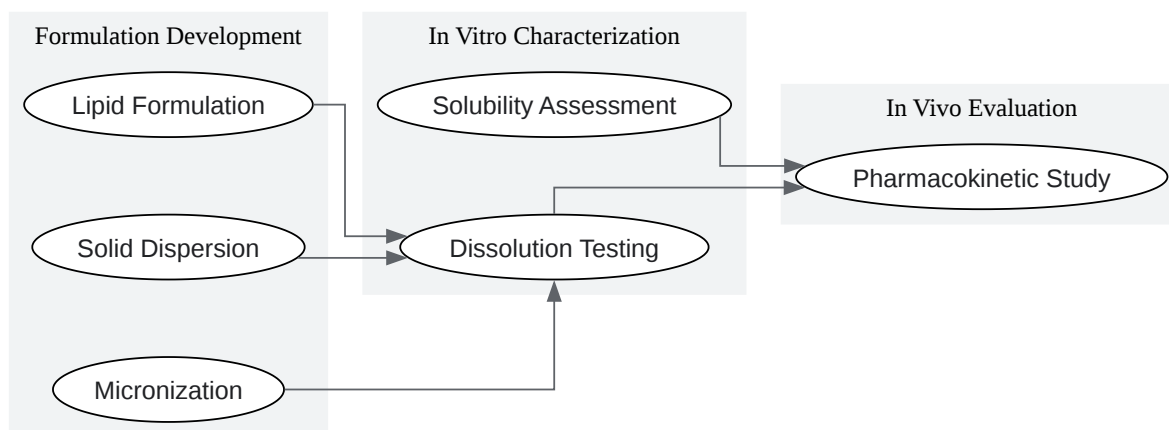 Formulation Development
Lipid Formulation
Solid Dispersion
Micronization
In Vitro Characterization
Solubility Assessment
Dissolution Testing
In Vivo Evaluation
Pharmacokinetic Study